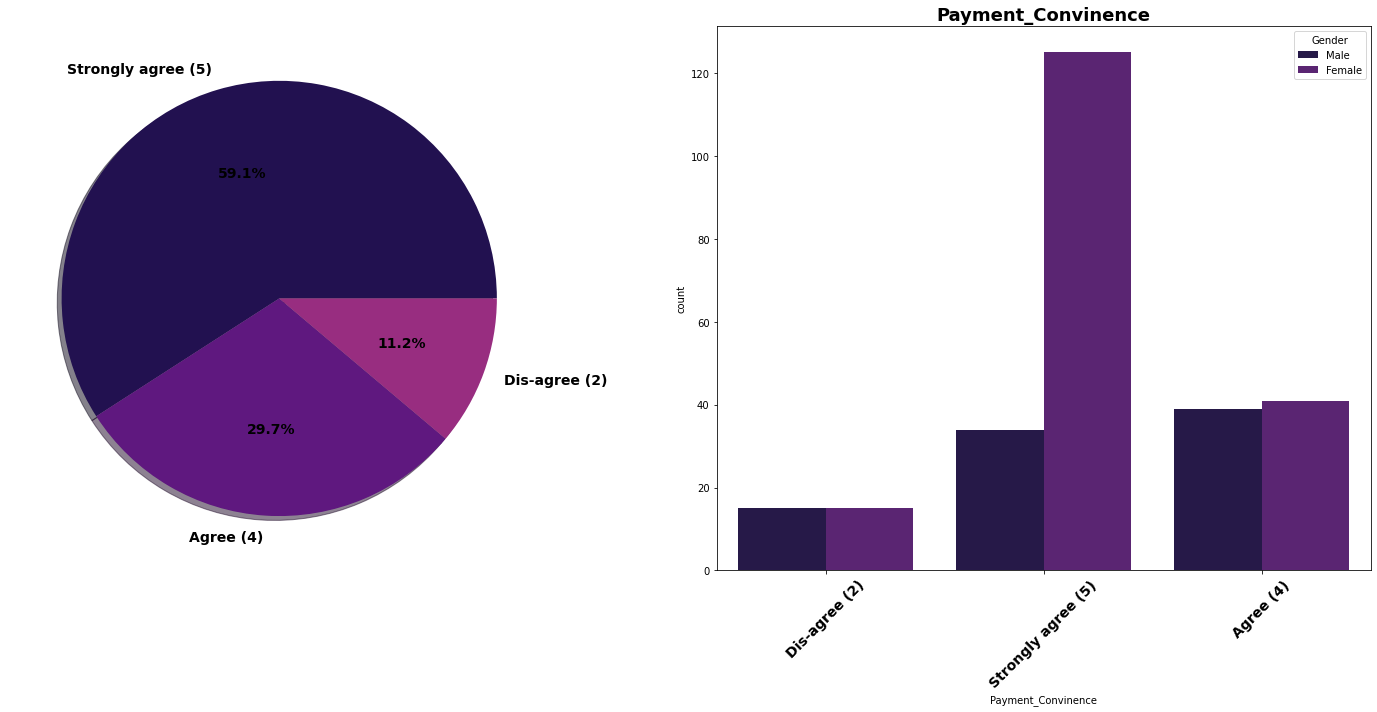 Strongly agree (5)
59.1%
11.2%
Dis-agree (2)
29.7%
Agree (4)
Payment_Convinence
Gender
Male
Female
120
100
80
60
40
20
0
count
Dis-agree (2)
Strongly agree (5)
Agree (4)
Payment_Convinence